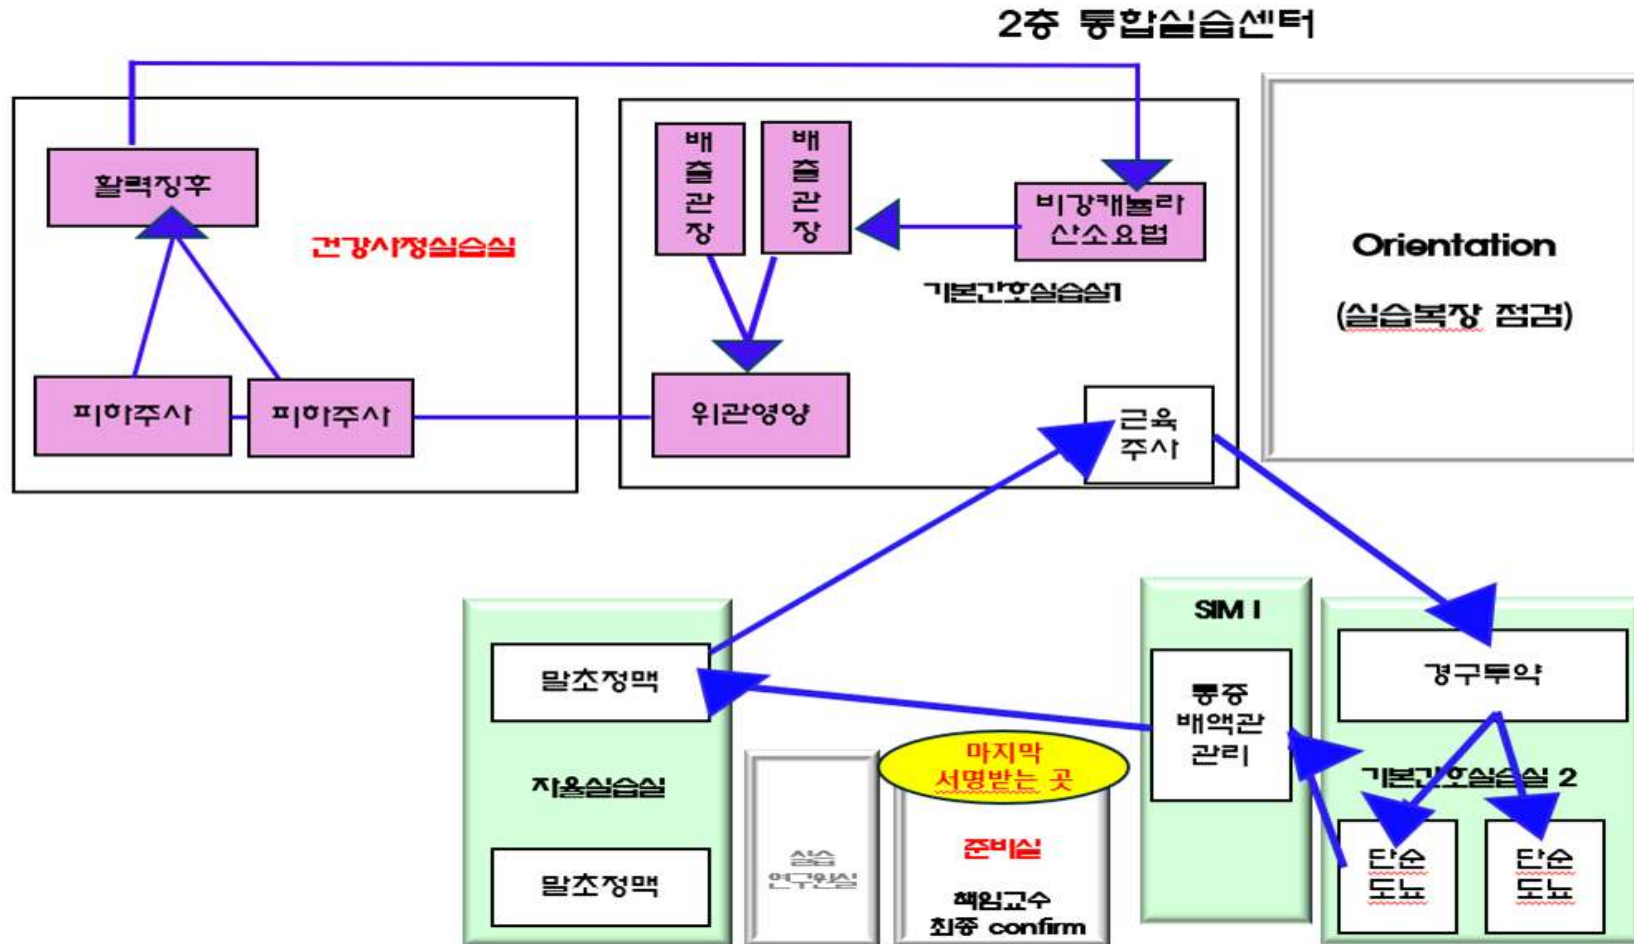 2층 통합실습센터
활력징후
건강사정실습실
피하주사
피하주사
배
출
관
장
배
출
관
장
비강캐뉼라
산소요법
기본간호실습실1
위관영양
근육
주사
Orientation
(실습복장 점검)
말초정맥
자율실습실
말초정맥
실습
연구원실
마지막
서명받는 곳
준비실
책임교수
최종 confirm
SIM I
통증
배액관
관리
경구투약
기본간호실습실 2
단순
도뇨
단순
도뇨